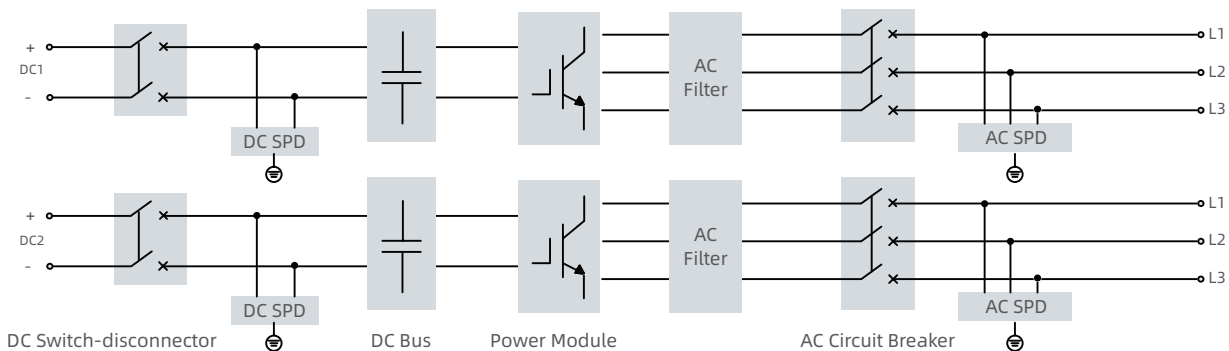 +
DC1
-
DC SPD
AC
Filter
AC SPD
L1
L2
L3
+
DC2
-
DC SPD
AC
Filter
AC SPD
L1
L2
L3
DC Switch-disconnector
DC Bus
Power Module
AC Circuit Breaker